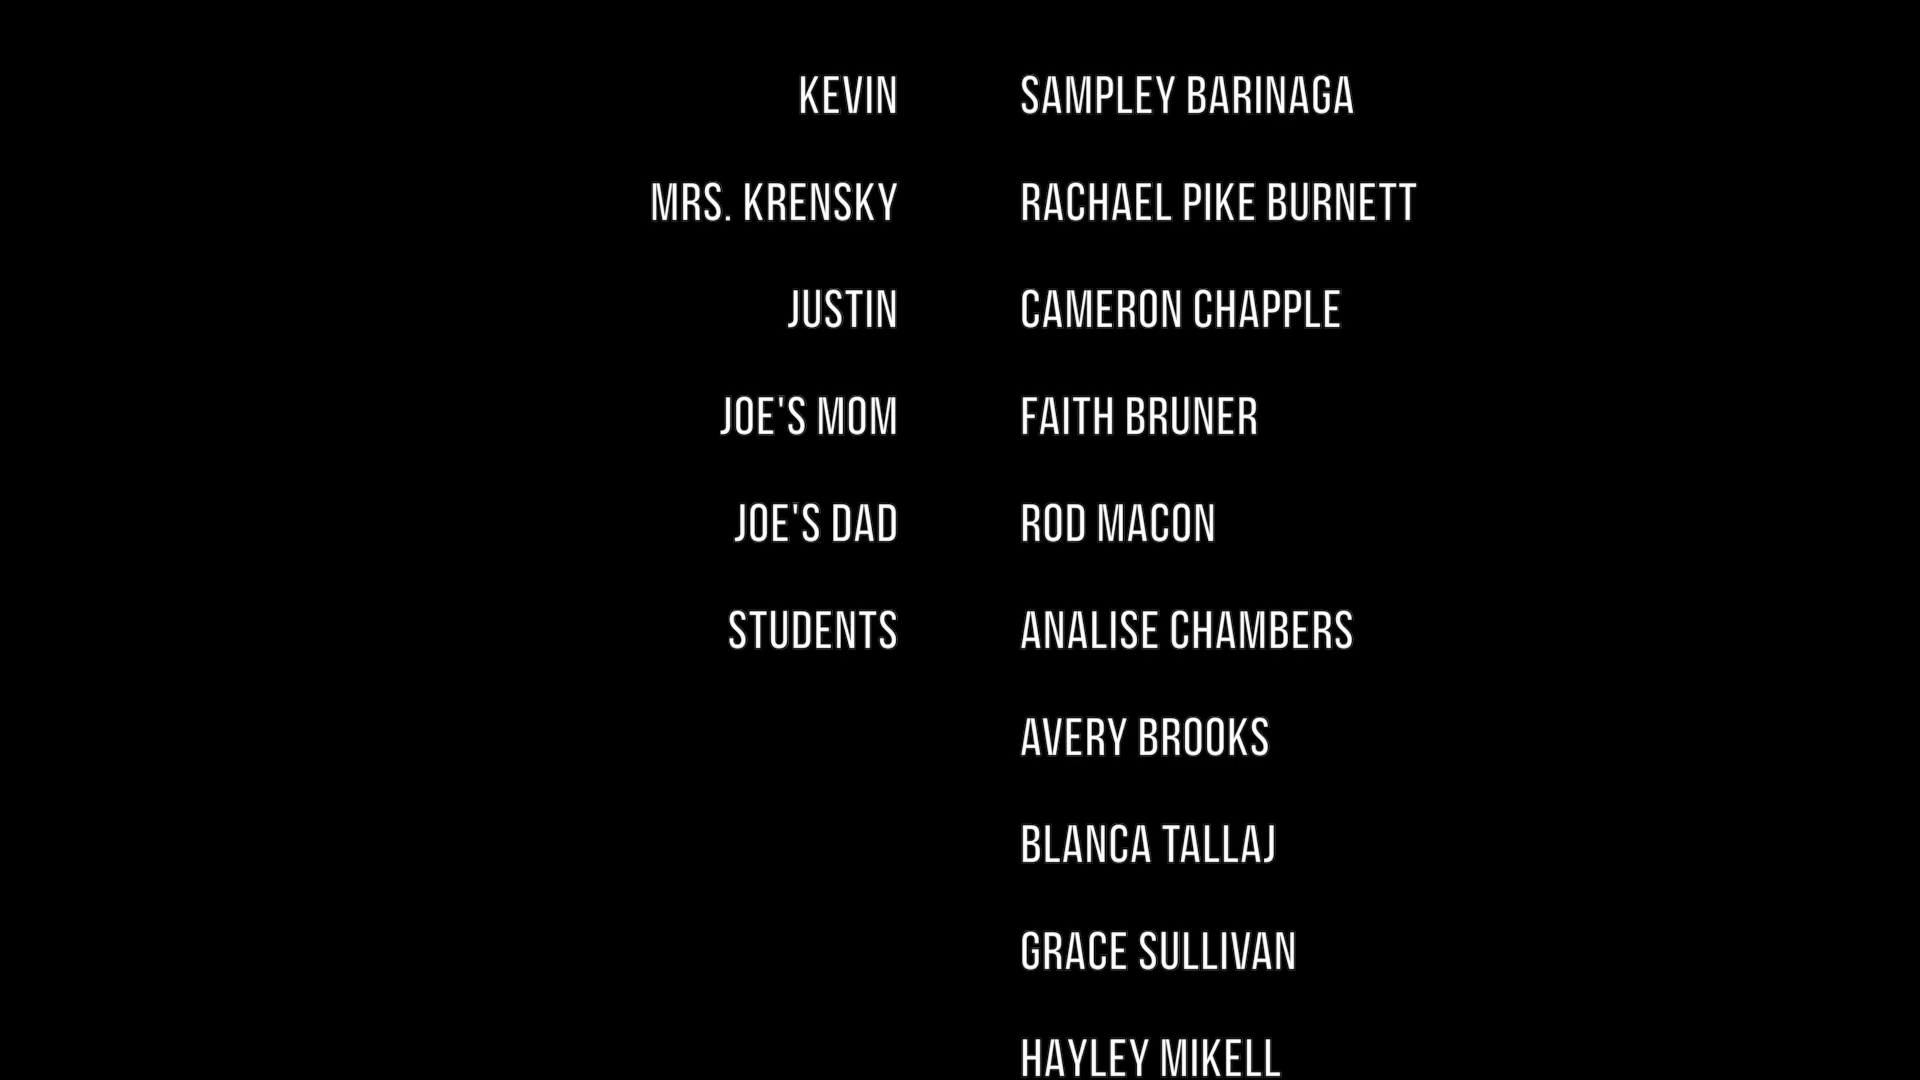 KEVIN SAMPLEY BARINAGA
MRS. KRENSKY RACHAEL PIKE BURNETT
JUSTIN CAMERON CHAPPLE
JOE'S MOM FAITH BRUNER
JOE'S DAD ROD MACON
STUDENTS ANALISE CHAMBERS
AVERY BROOKS
BLANCA TALLAJ
GRACE SULLIVAN
HAYLEY MIKELL